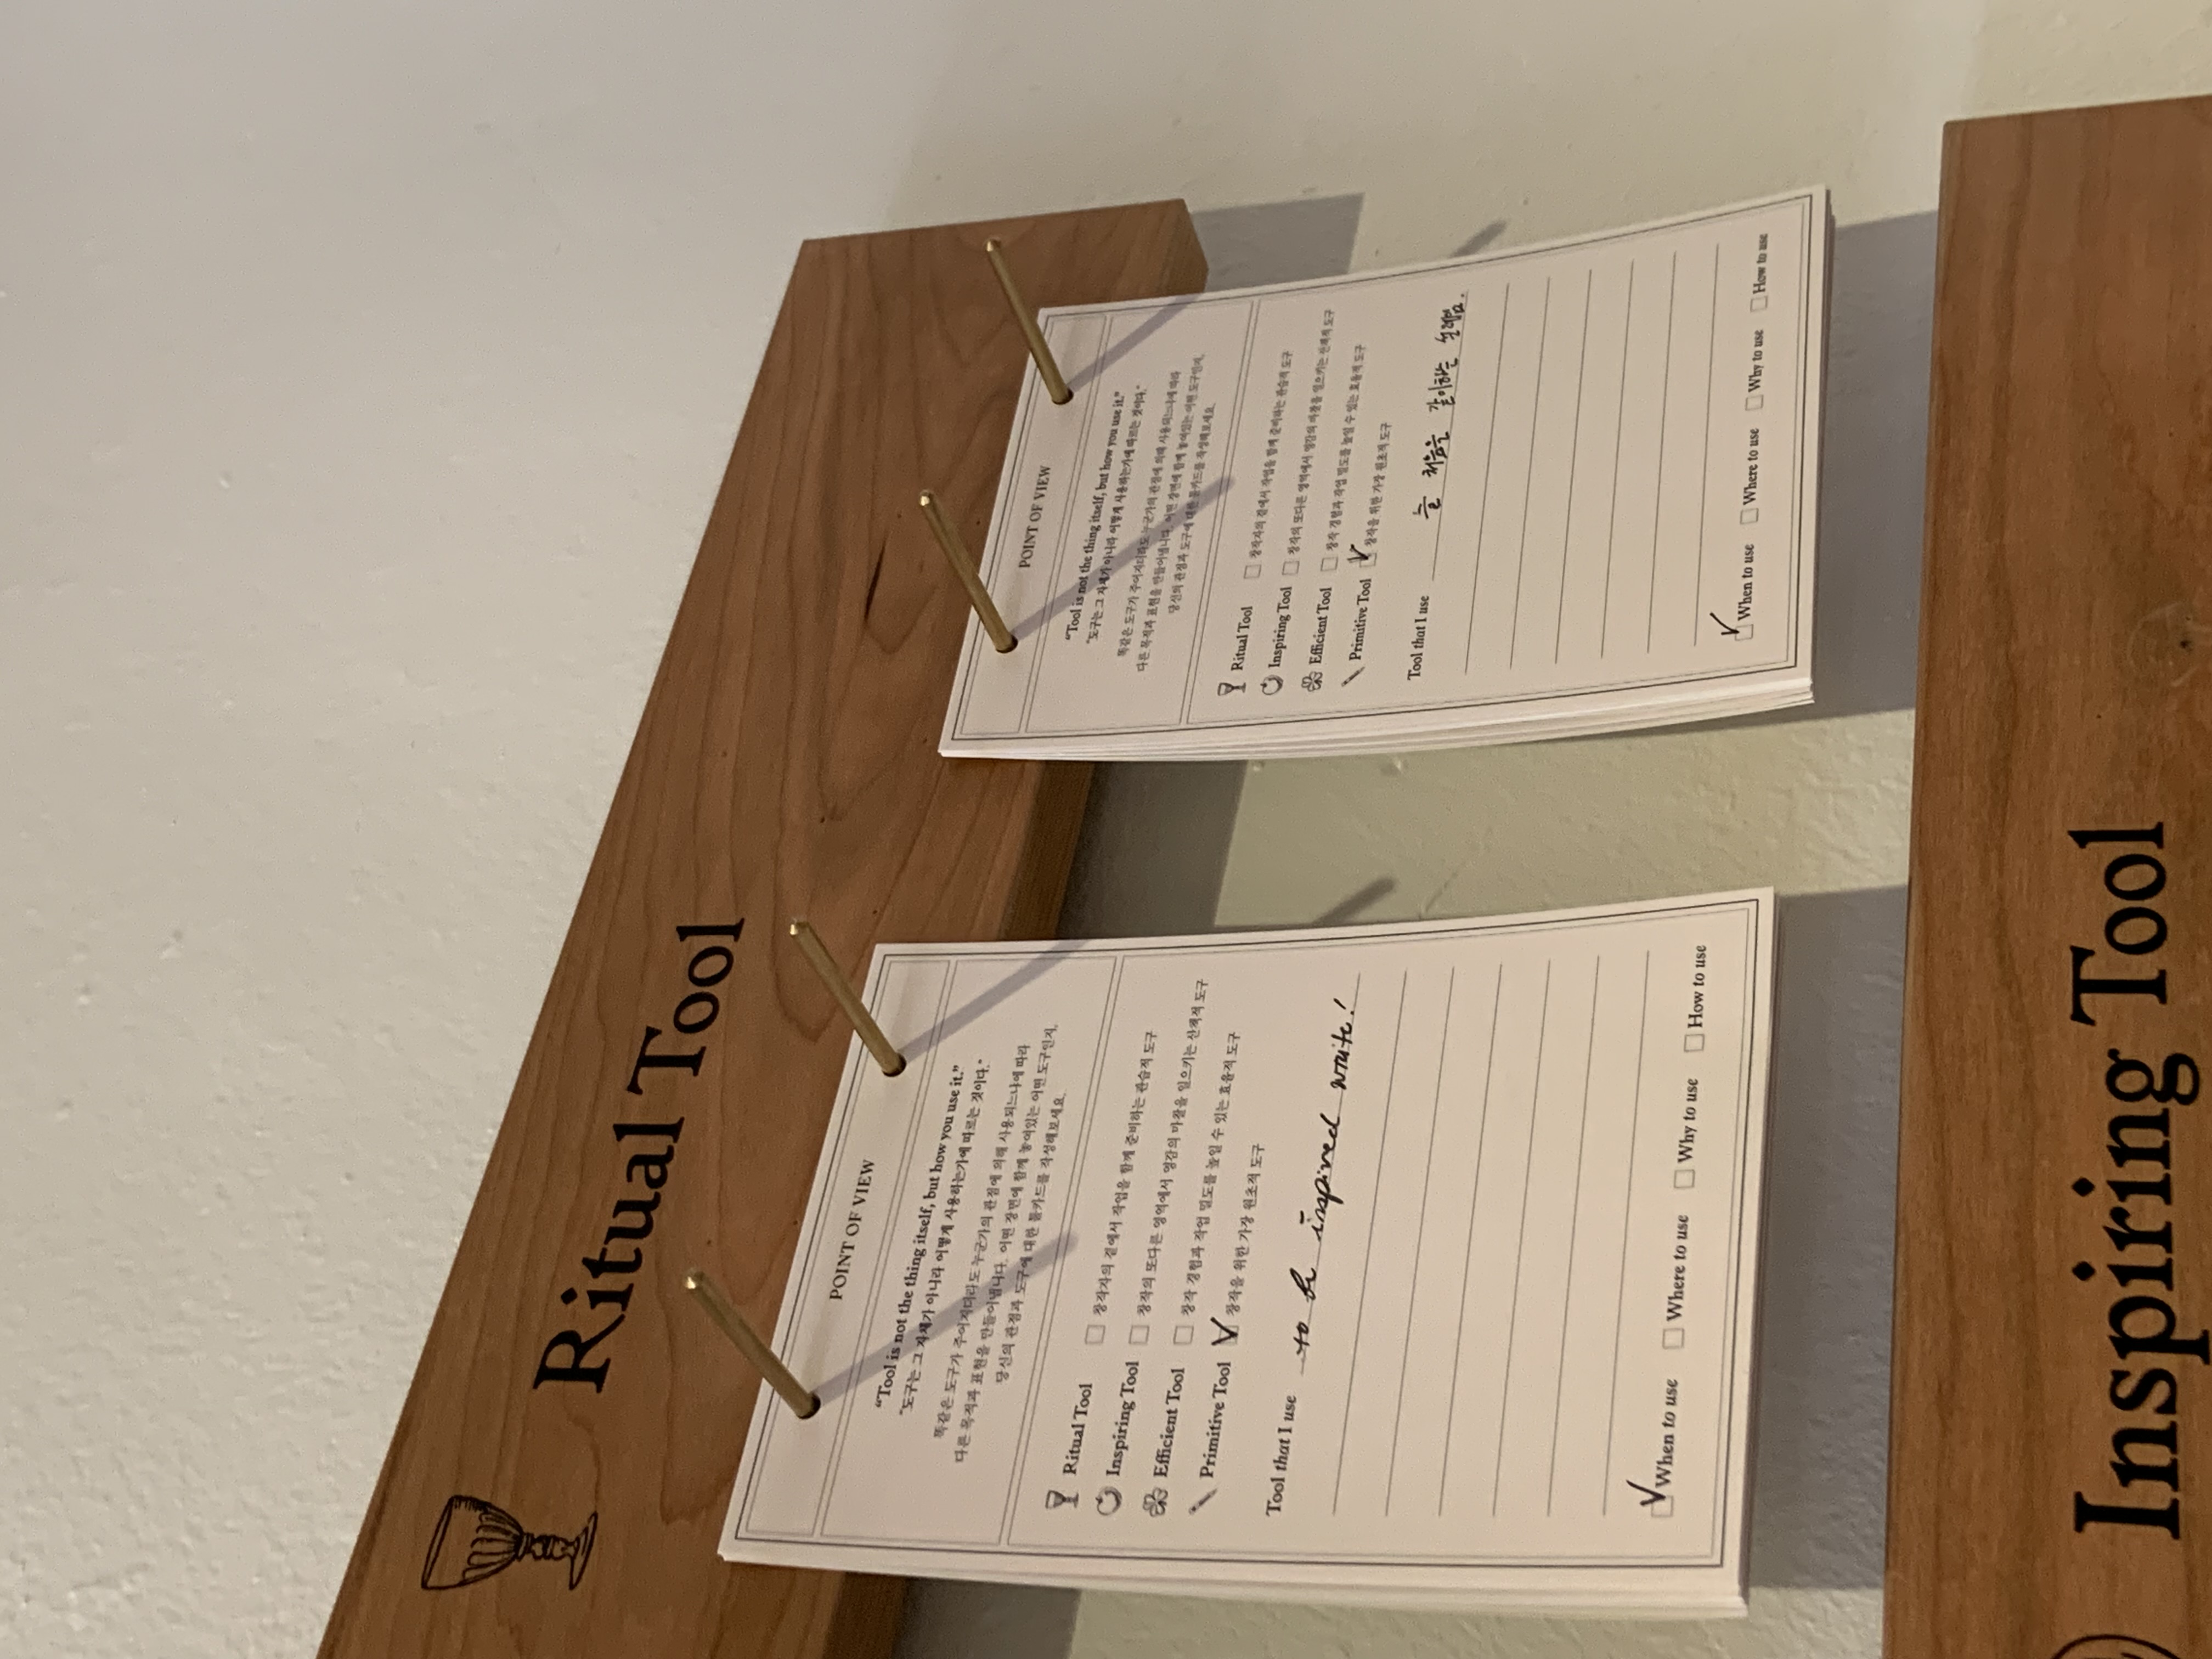 Ritual Tool
POINT OF VIEW
“Tool is not the thing itself, but how you use it.”
“도구는 그 자체가 아니라 어떻게 사용하는가에 따르는 것이다.”
똑같은 도구가 주어지더라도 누군가의 관점에 의해 사용되느냐에 따라
다른 목적과 표현을 만들어냅니다. 어떤 장면에 함께 놓여있는 어떤 도구인지,
당신의 관점과 도구에 대한 툴카드를 작성해보세요.
Ritual Tool 창작자의 곁에서 작업을 함께 준비하는 관습적 도구
Inspiring Tool 창작의 또다른 영역에서 영감의 마찰을 일으키는 산책적 도구
Efficient Tool 창작 경험과 작업 밀도를 높일 수 있는 효율적 도구
Primitive Tool 창작을 위한 가장 원초적 도구
Tool that I use to be inspired write!
When to use Where to use Why to use How to use
POINT OF VIEW
“Tool is not the thing itself, but how you use it.”
“도구는 그 자체가 아니라 어떻게 사용하는가에 따르는 것이다.”
똑같은 도구가 주어지더라도 누군가의 관점에 의해 사용되느냐에 따라
다른 목적과 표현을 만들어냅니다. 어떤 장면에 함께 놓여있는 어떤 도구인지,
당신의 관점과 도구에 대한 툴카드를 작성해보세요.
Ritual Tool 창작자의 곁에서 작업을 함께 준비하는 관습적 도구
Inspiring Tool 창작의 또다른 영역에서 영감의 마찰을 일으키는 산책적 도구
Efficient Tool 창작 경험과 작업 밀도를 높일 수 있는 효율적 도구
Primitive Tool 창작을 위한 가장 원초적 도구
Tool that I use 늘 처음을 같이하는 설레임.
When to use Where to use Why to use How to use
Inspiring Tool